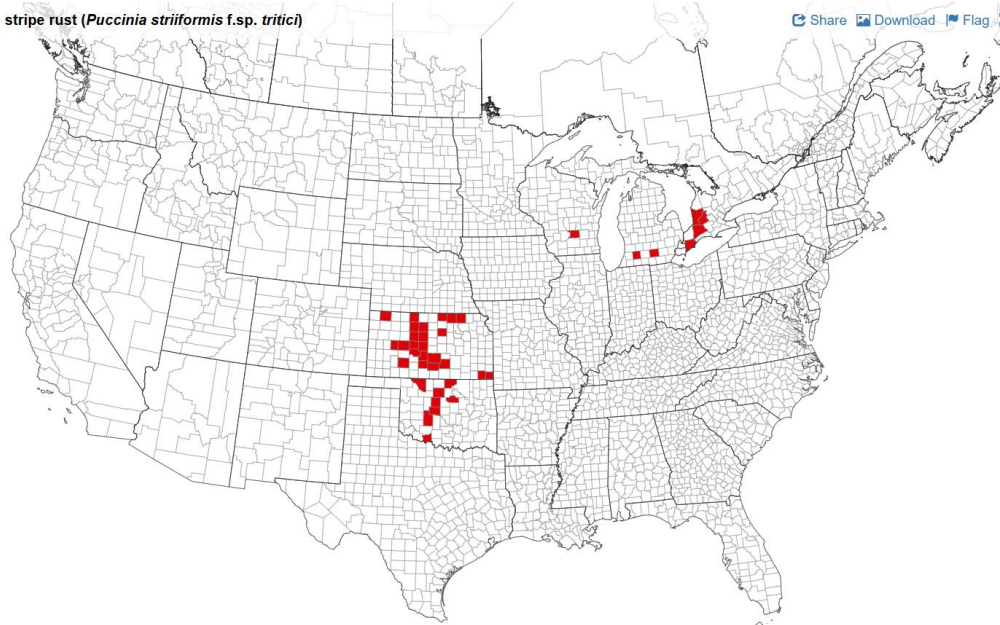 stripe rust (Puccinia striiformis f.sp. tritici)
Share Download Flag